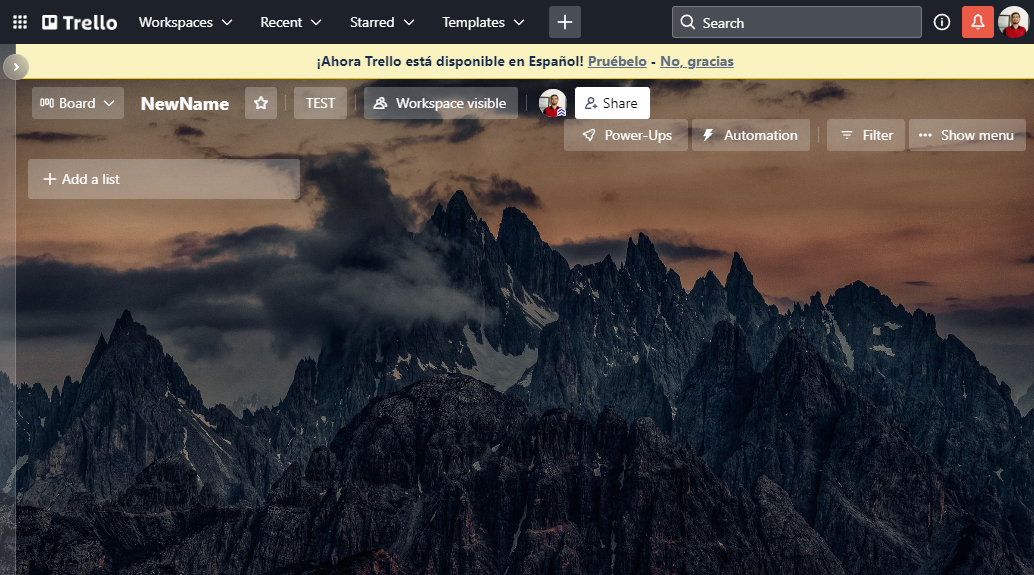 Trello Workspaces Recent Starred Templates Search
¡Ahora Trello está disponible en Español! Pruébelo - No, gracias
Board NewName TEST Workspace visible Share
Power-Ups Automation Filter Show menu
Add a list